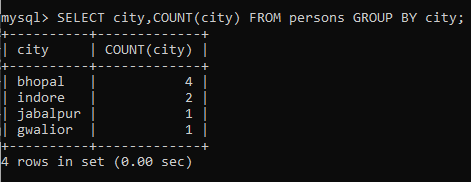 mysql> SELECT city,COUNT(city) FROM persons GROUP BY city;
+----------+-------------+
| city     | COUNT(city) |
+----------+-------------+
| bhopal   |           4 |
| indore   |           2 |
| jabalpur |           1 |
| gwalior  |           1 |
+----------+-------------+
4 rows in set (0.00 sec)